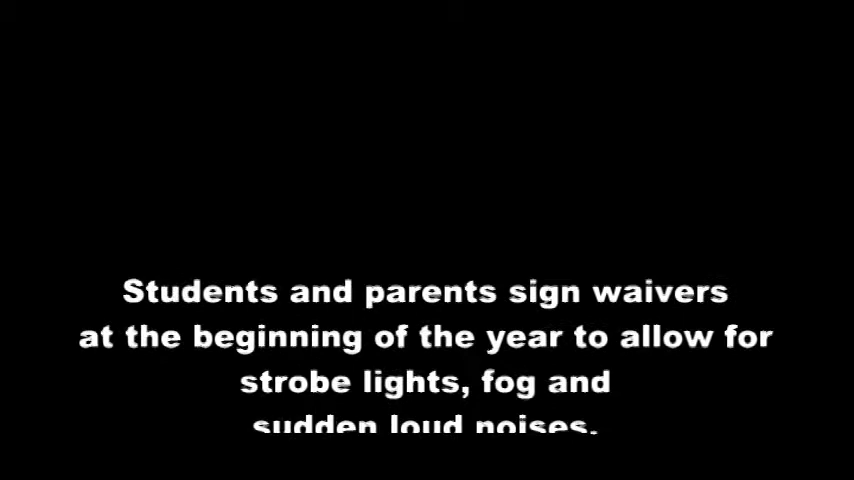 Students and parents sign waivers
at the beginning of the year to allow for
strobe lights, fog and
sudden loud noises.